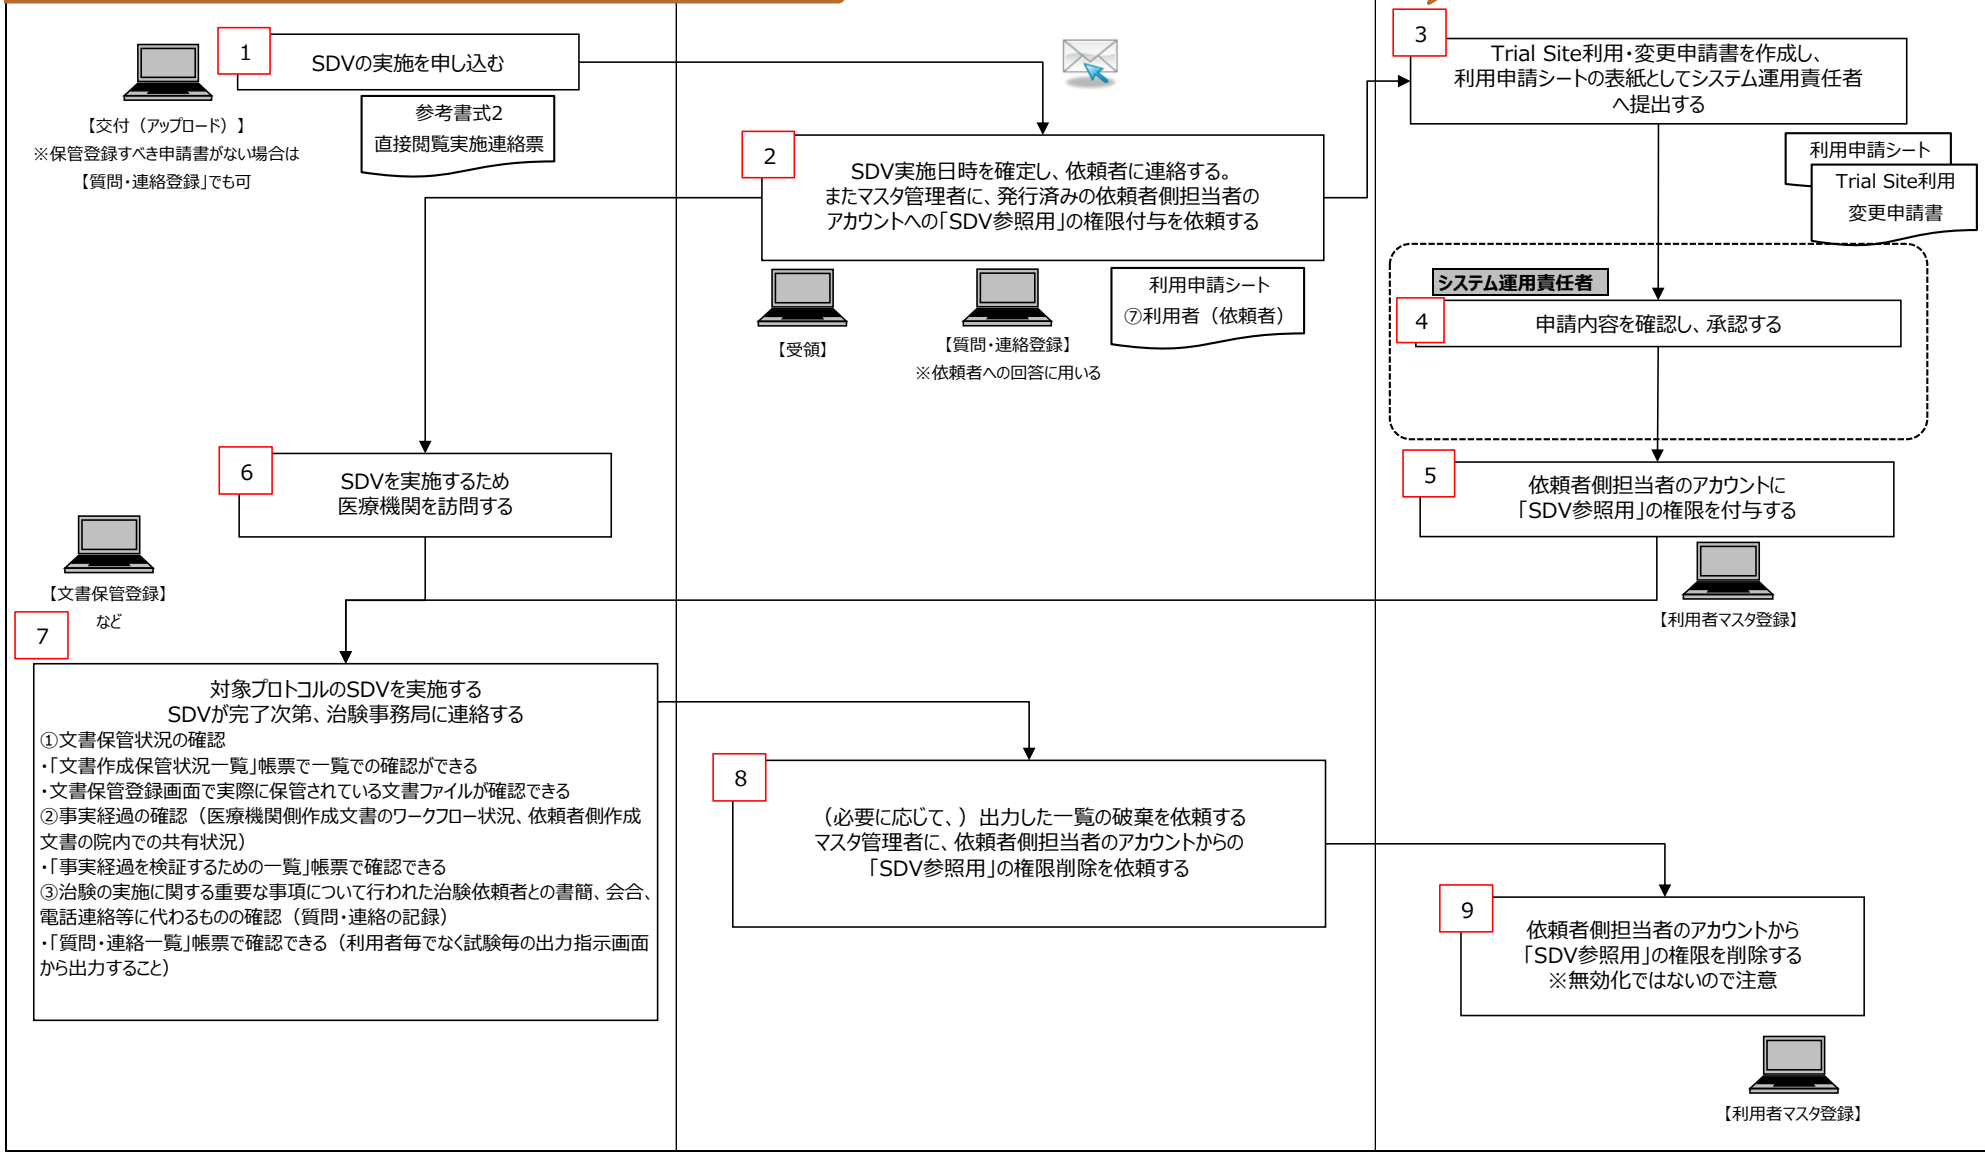 1
SDVの実施を申し込む
参考書式2
直接閲覧実施連絡票
【交付（アップロード）】
※保管登録すべき申請書がない場合は
【質問・連絡登録」でも可
2
SDV実施日時を確定し、依頼者に連絡する。
またマスタ管理者に、発行済みの依頼者側担当者の
アカウントへの「SDV参照用」の権限付与を依頼する
【受領】
【質問・連絡登録】
※依頼者への回答に用いる
利用申請シート
⑦利用者（依頼者）
3
Trial Site利用・変更申請書を作成し、
利用申請シートの表紙としてシステム運用責任者
へ提出する
利用申請シート
Trial Site利用
変更申請書
システム運用責任者
4
申請内容を確認し、承認する
5
依頼者側担当者のアカウントに
「SDV参照用」の権限を付与する
【利用者マスタ登録】
6
SDVを実施するため
医療機関を訪問する
【文書保管登録】
など
7
対象プロトコルのSDVを実施する
SDVが完了次第、治験事務局に連絡する
①文書保管状況の確認
・「文書作成保管状況一覧」帳票で一覧での確認ができる
・文書保管登録画面で実際に保管されている文書ファイルが確認できる
②事実経過の確認（医療機関側作成文書のワークフロー状況、依頼者側作成
文書の院内での共有状況）
・「事実経過を検証するための一覧」帳票で確認できる
③治験の実施に関する重要な事項について行われた治験依頼者との書簡、会合、
電話連絡等に代わるものの確認（質問・連絡の記録）
・「質問・連絡一覧」帳票で確認できる（利用者毎でなく試験毎の出力指示画面
から出力すること）
8
（必要に応じて、）出力した一覧の破棄を依頼する
マスタ管理者に、依頼者側担当者のアカウントからの
「SDV参照用」の権限削除を依頼する
9
依頼者側担当者のアカウントから
「SDV参照用」の権限を削除する
※無効化ではないので注意
【利用者マスタ登録】